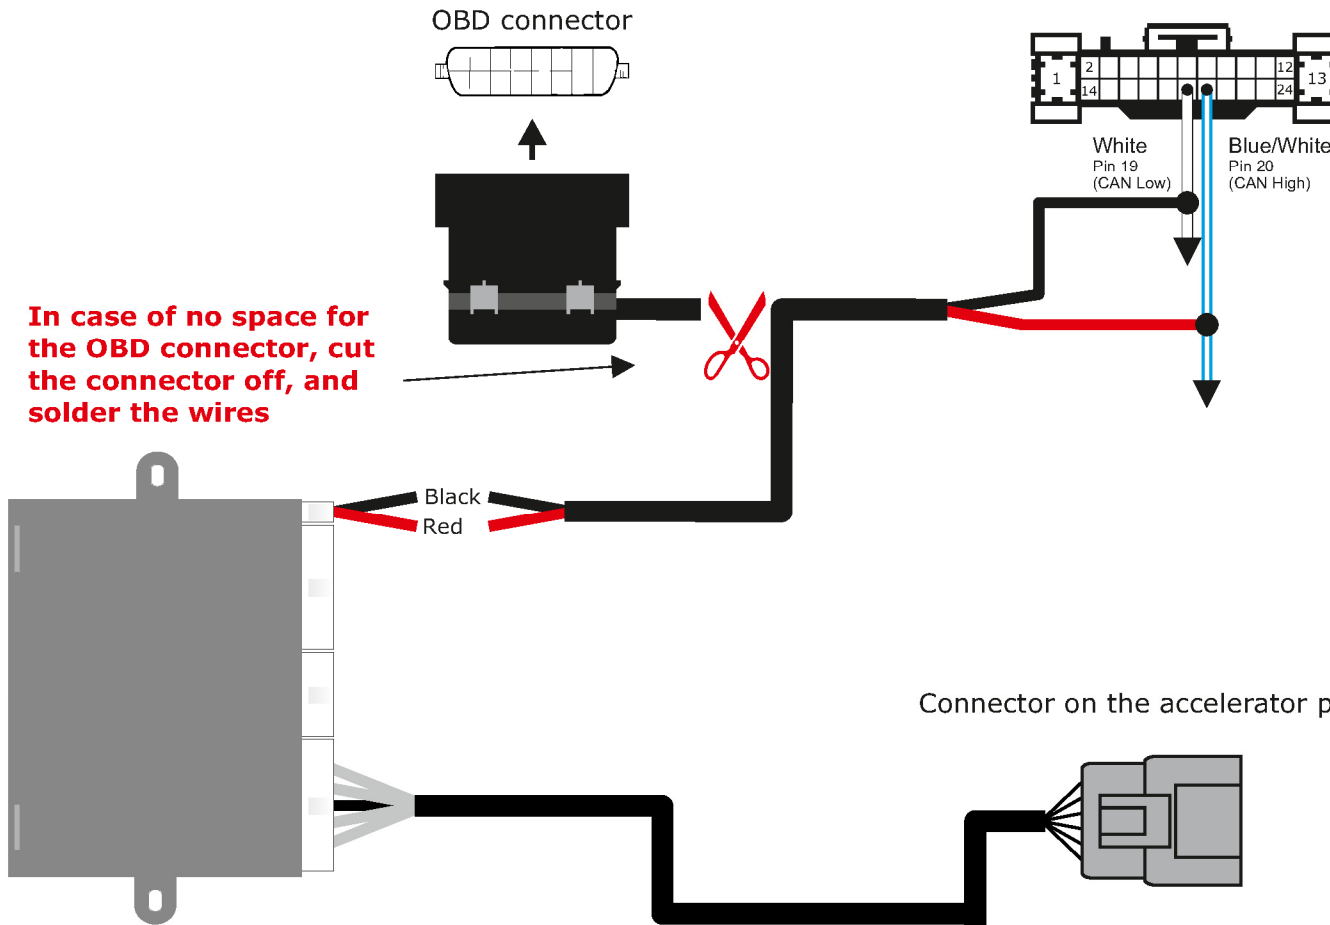 OBD connector
1
2
12
13
14
24
White
Pin 19
(CAN Low)
Blue/White
Pin 20
(CAN High)
In case of no space for
the OBD connector, cut
the connector off, and
solder the wires
Black
Red
Connector on the accelerator p